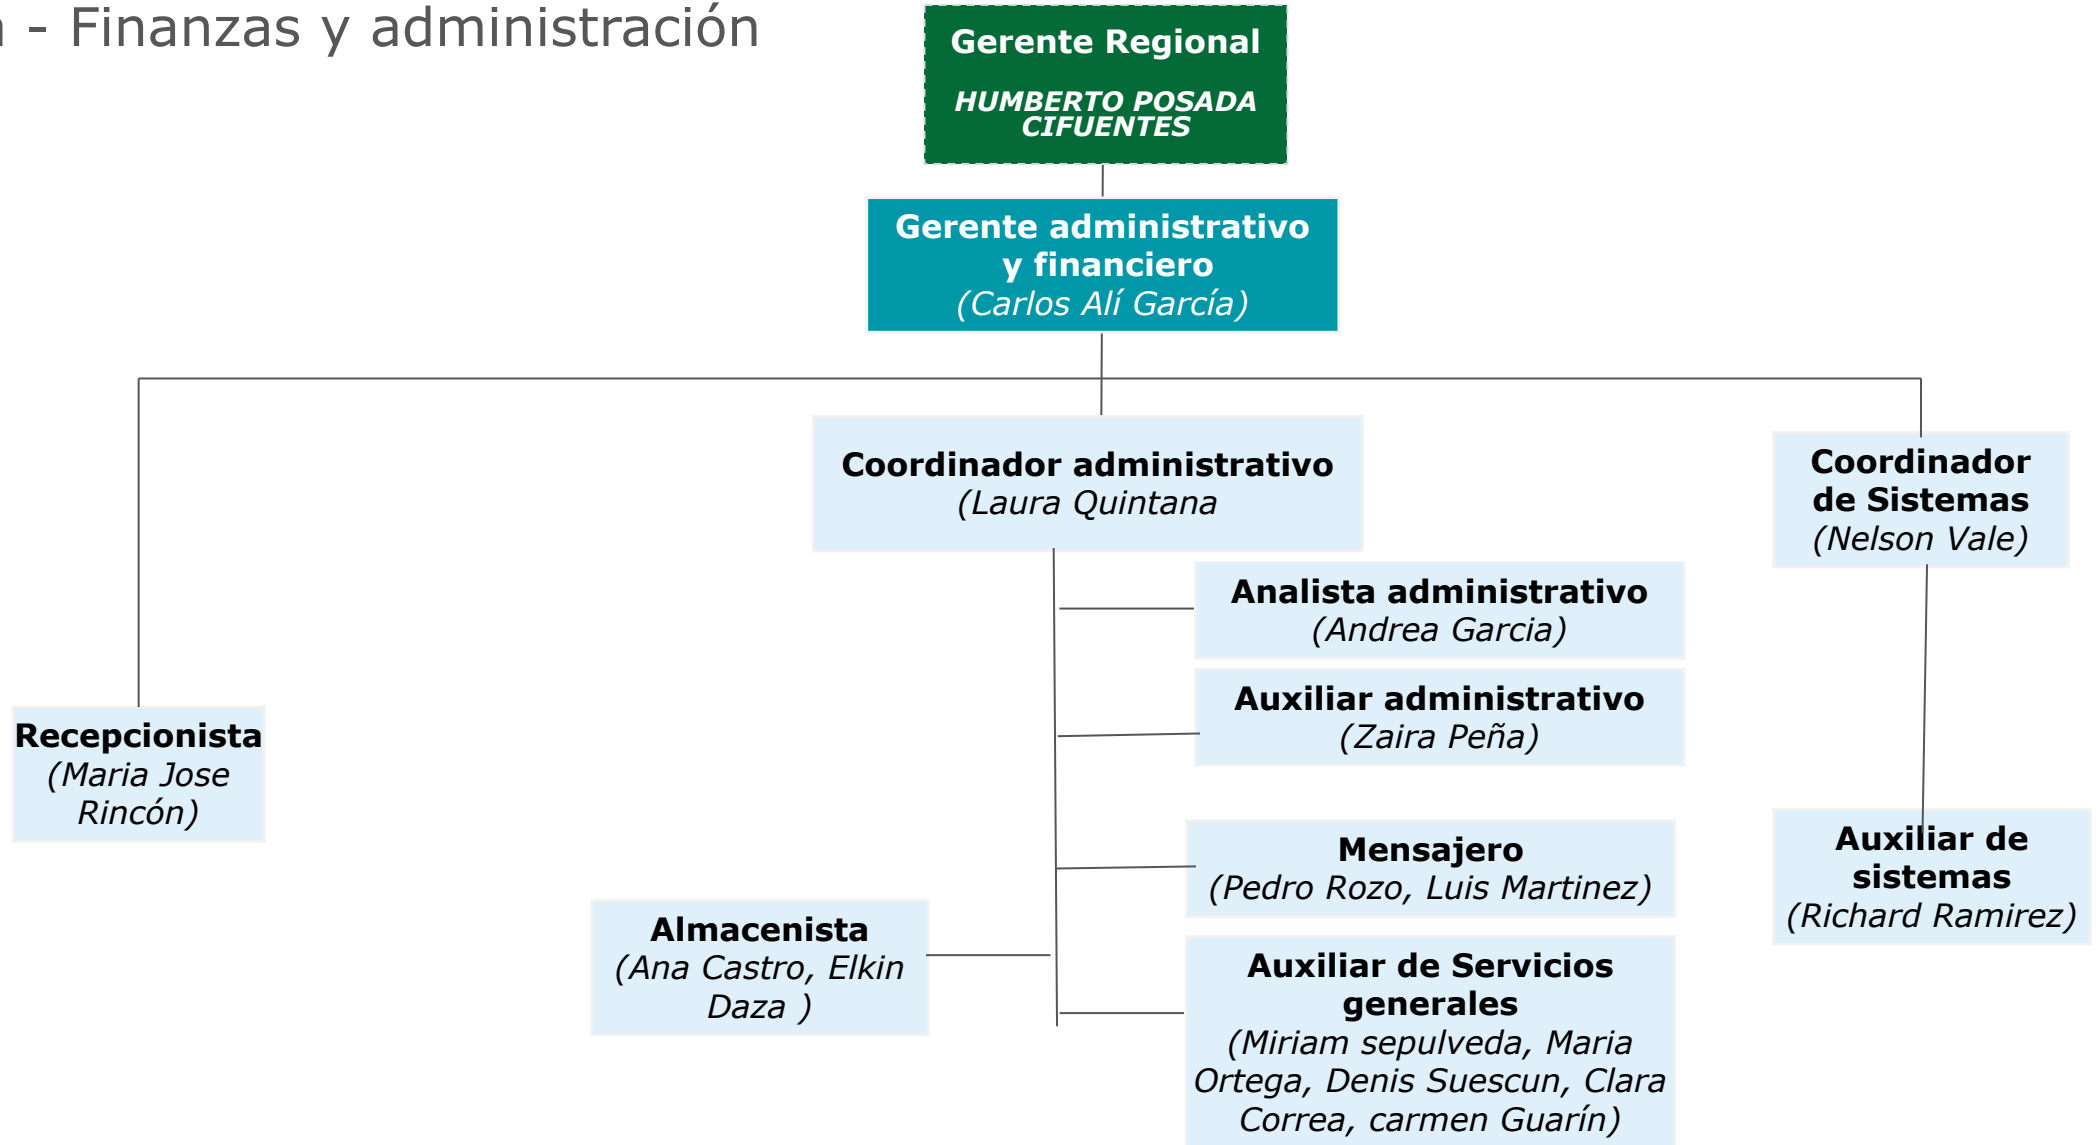 - Finanzas y administración
Gerente Regional
HUMBERTO POSADA
CIFUENTES
Gerente administrativo
y financiero
(Carlos Alí García)
Coordinador administrativo
(Laura Quintana
Coordinador
de Sistemas
(Nelson Vale)
Analista administrativo
(Andrea Garcia)
Auxiliar administrativo
(Zaira Peña)
Recepcionista
(Maria Jose
Rincón)
Mensajero
(Pedro Rozo, Luis Martinez)
Auxiliar de
sistemas
(Richard Ramirez)
Almacenista
(Ana Castro, Elkin
Daza )
Auxiliar de Servicios
generales
(Miriam sepulveda, Maria
Ortega, Denis Suescun, Clara
Correa, carmen Guarín)